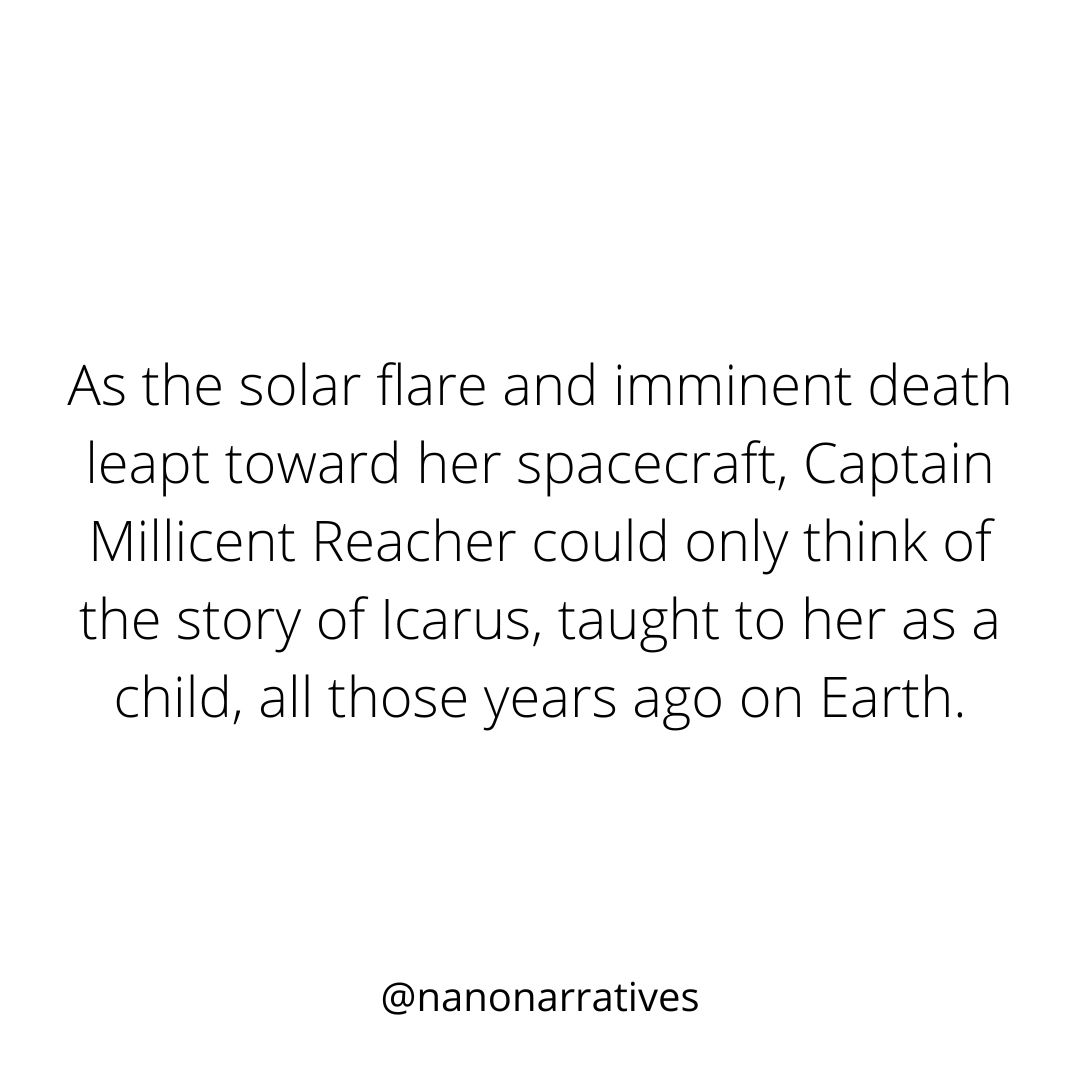 As the solar flare and imminent death
leapt toward her spacecraft, Captain
Millicent Reacher could only think of
the story of Icarus, taught to her as a
child, all those years ago on Earth.
@nanonarratives